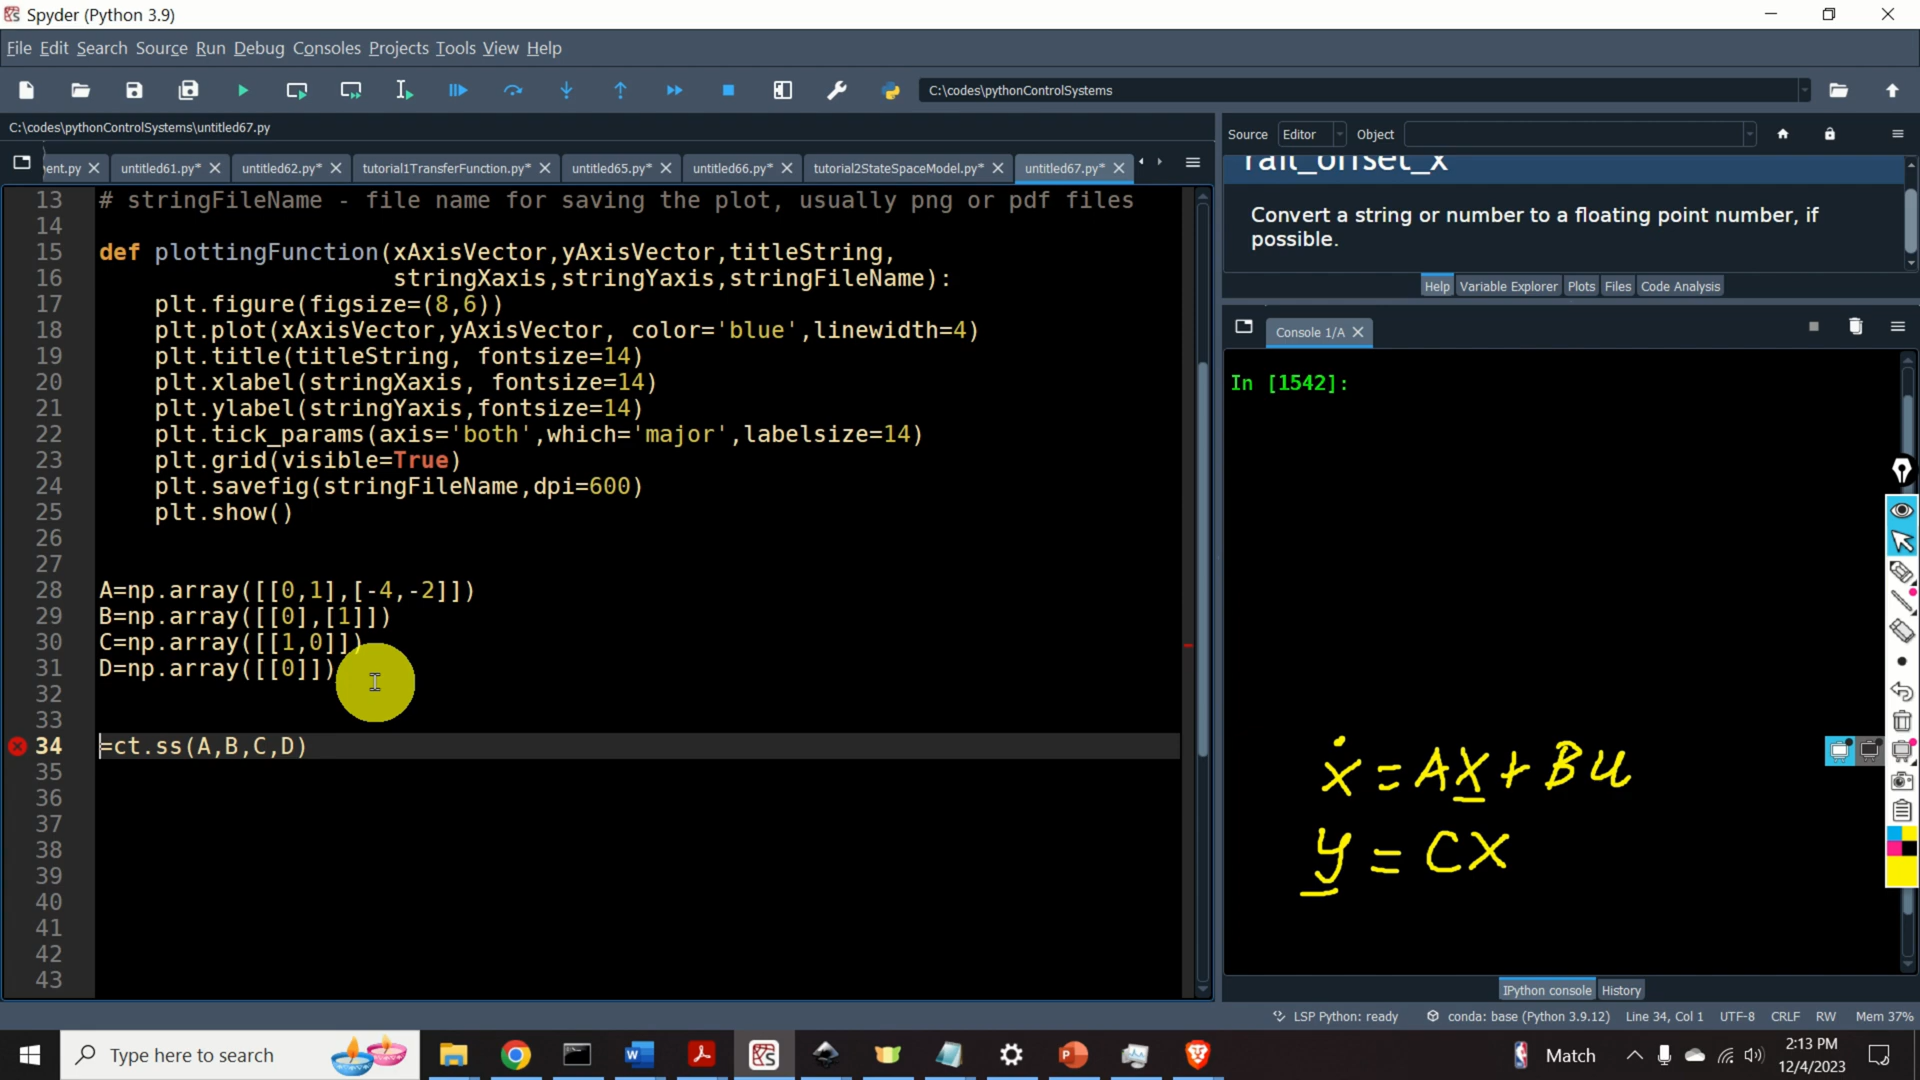 Spyder (Python 3.9)
File Edit Search Source Run Debug Consoles Projects Tools View Help
C:\codes\pythonControlSystems
C:\codes\pythonControlSystems\untitled67.py
Source Editor Object
ent.py untitled61.py* untitled62.py* tutorial1TransferFunction.py* untitled65.py* untitled66.py* tutorial2StateSpaceModel.py* untitled67.py*
rait_offset_x
Convert a string or number to a floating point number, if
possible.
Help Variable Explorer Plots Files Code Analysis
Console 1/A
In [1542]:
13 # stringFileName - file name for saving the plot, usually png or pdf files
14
15 def plottingFunction(xAxisVector,yAxisVector,titleString,
16 stringXaxis,stringYaxis,stringFileName):
17 plt.figure(figsize=(8,6))
18 plt.plot(xAxisVector,yAxisVector, color='blue',linewidth=4)
19 plt.title(titleString, fontsize=14)
20 plt.xlabel(stringXaxis, fontsize=14)
21 plt.ylabel(stringYaxis,fontsize=14)
22 plt.tick_params(axis='both',which='major',labelsize=14)
23 plt.grid(visible=True)
24 plt.savefig(stringFileName,dpi=600)
25 plt.show()
26
27
28 A=np.array([[0,1],[-4,-2]])
29 B=np.array([[0],[1]])
30 C=np.array([[1,0]])
31 D=np.array([[0]])
32
33
34 =ct.ss(A,B,C,D)
35
36
37
38
39
40
41
42
43
ẋ = AX + BU
y = CX
IPython console History
LSP Python: ready conda: base (Python 3.9.12) Line 34, Col 1 UTF-8 CRLF RW Mem 37%
Type here to search
Match
2:13 PM
12/4/2023